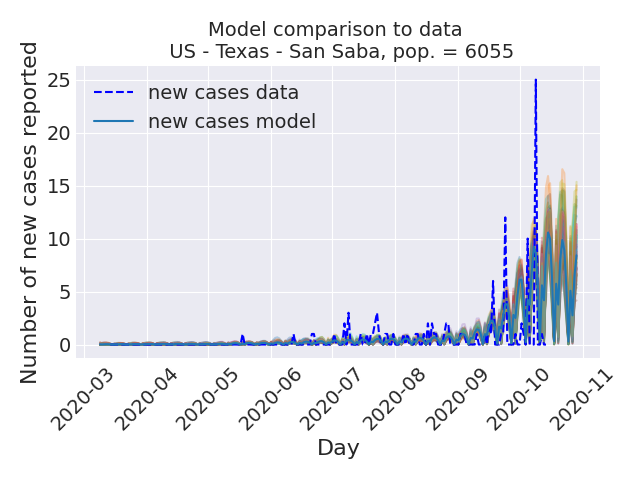 Model comparison to data
US - Texas - San Saba, pop. = 6055
Number of new cases reported
25
20
15
10
5
0
new cases data
new cases model
2020-03
2020-04
2020-05
2020-06
2020-07
2020-08
2020-09
2020-10
2020-11
Day